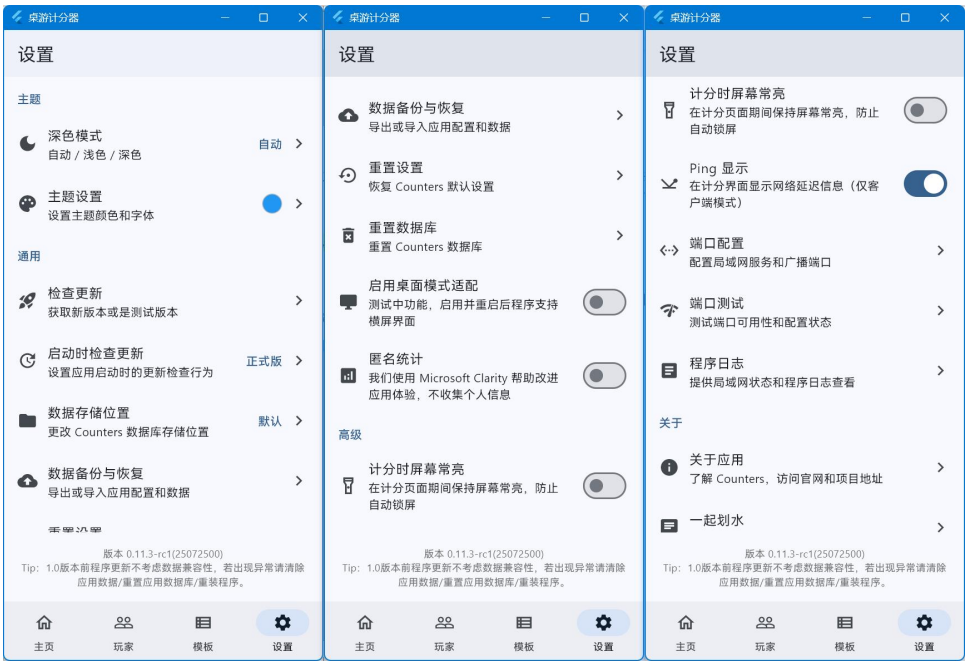 桌游计分器
设置
主题
深色模式
自动 / 浅色 / 深色
自动
主题设置
设置主题颜色和字体
通用
检查更新
获取新版本或是测试版本
启动时检查更新
设置应用启动时的更新检查行为
正式版
数据存储位置
更改 Counters 数据库存储位置
默认
数据备份与恢复
导出或导入应用配置和数据
重置设置
版本 0.11.3-rc1(25072500)
Tip: 1.0版本前程序更新不考虑数据兼容性，若出现异常请清除
应用数据/重置应用数据库/重装程序。
主页
玩家
模板
设置
桌游计分器
设置
数据备份与恢复
导出或导入应用配置和数据
重置设置
恢复 Counters 默认设置
重置数据库
重置 Counters 数据库
启用桌面模式适配
测试中功能，启用并重启后程序支持
横屏界面
匿名统计
我们使用 Microsoft Clarity 帮助改进
应用体验，不收集个人信息
高级
计分时屏幕常亮
在计分页面期间保持屏幕常亮，防止
自动锁屏
版本 0.11.3-rc1(25072500)
Tip: 1.0版本前程序更新不考虑数据兼容性，若出现异常请清除
应用数据/重置应用数据库/重装程序。
主页
玩家
模板
设置
桌游计分器
设置
计分时屏幕常亮
在计分页面期间保持屏幕常亮，防止
自动锁屏
Ping 显示
在计分界面显示网络延迟信息（仅客
户端模式）
端口配置
配置局域网服务和广播端口
端口测试
测试端口可用性和配置状态
程序日志
提供局域网状态和程序日志查看
关于
关于应用
了解 Counters，访问官网和项目地址
一起划水
版本 0.11.3-rc1(25072500)
Tip: 1.0版本前程序更新不考虑数据兼容性，若出现异常请清除
应用数据/重置应用数据库/重装程序。
主页
玩家
模板
设置